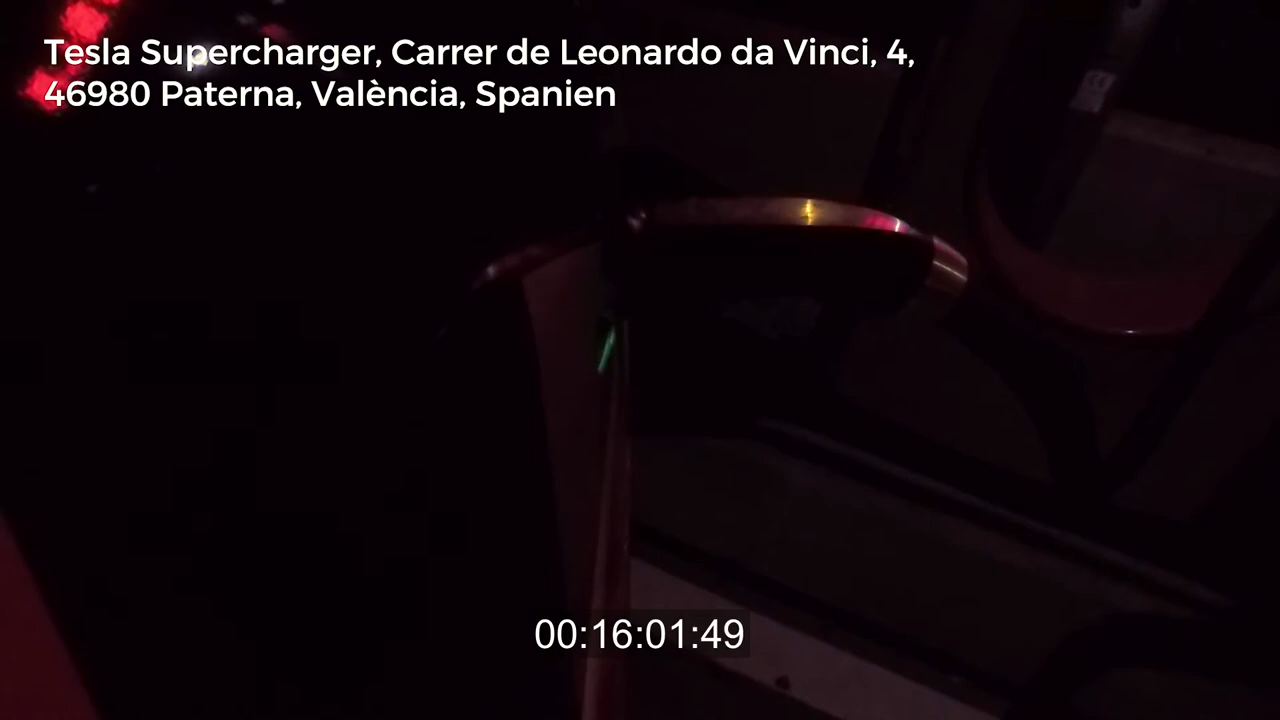 Tesla Supercharger, Carrer de Leonardo da Vinci, 4,
46980 Paterna, València, Spanien
00:16:01:49